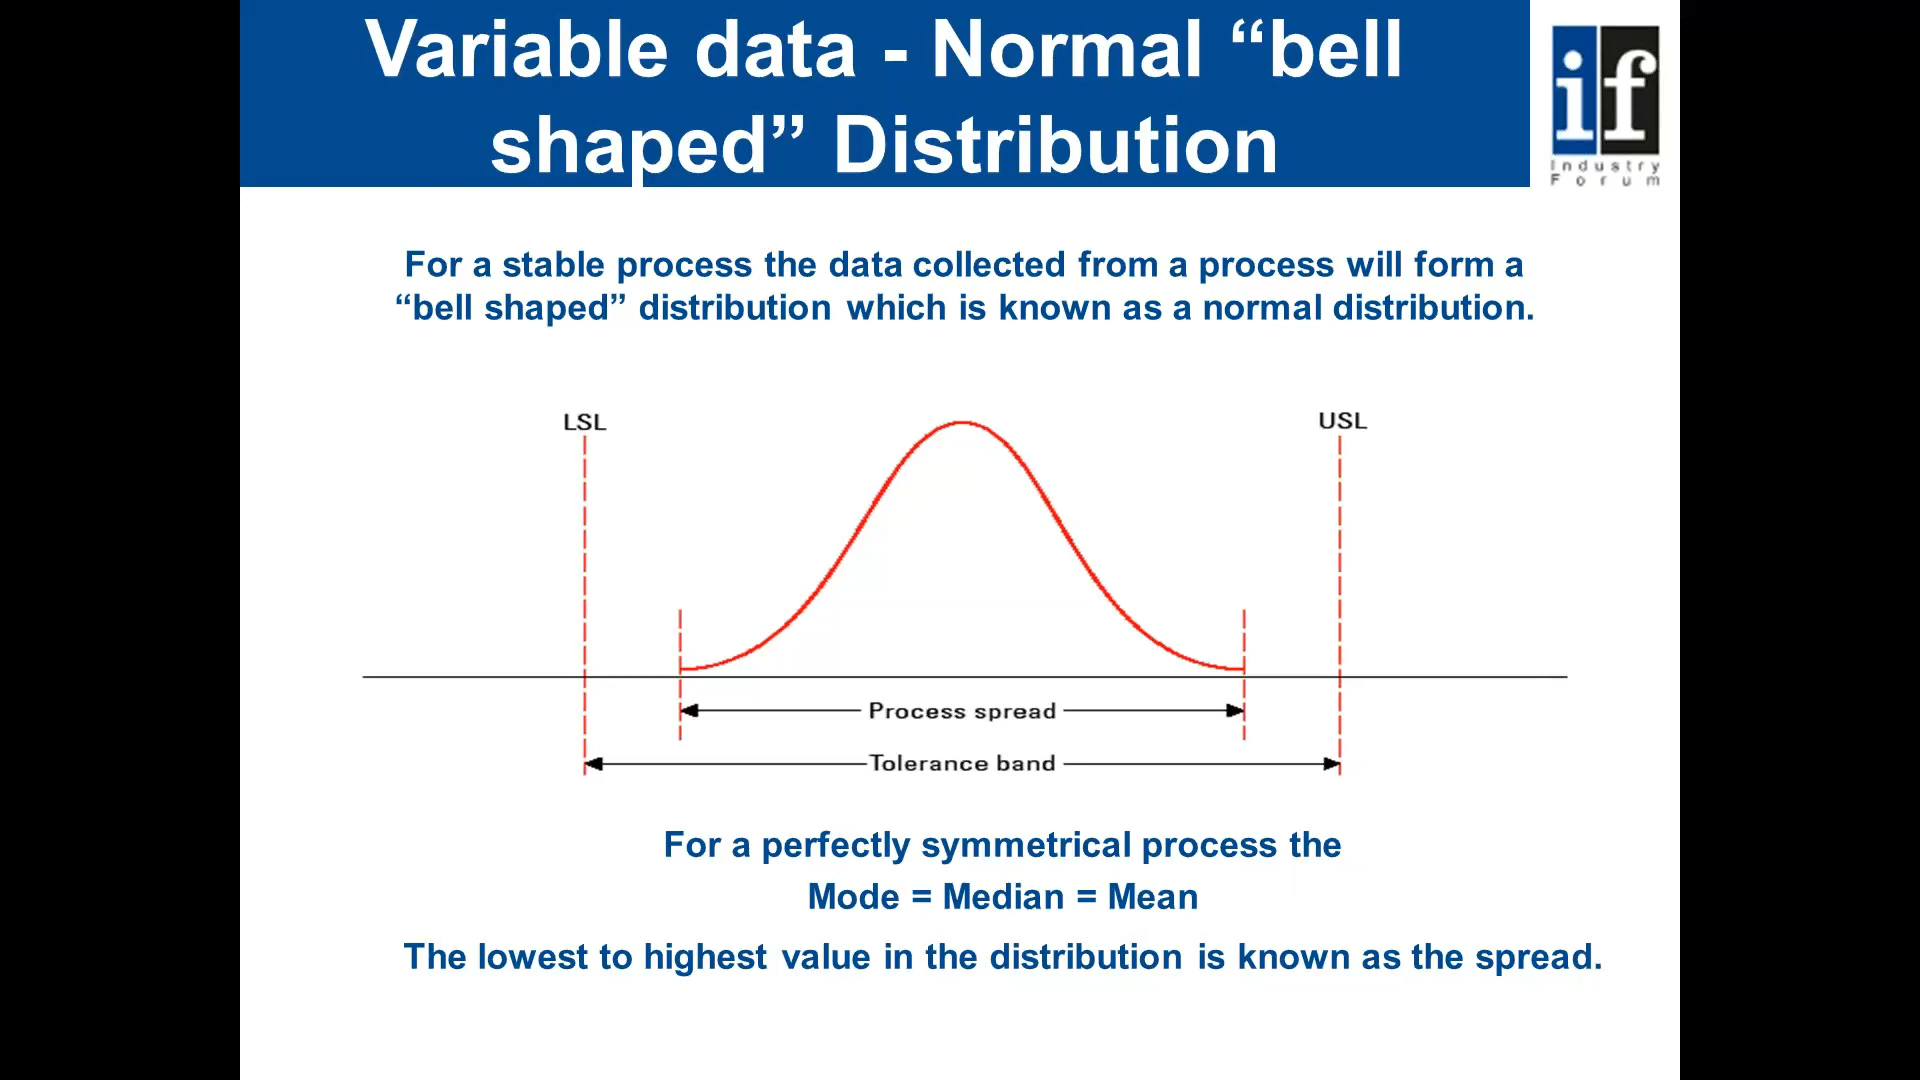 Variable data - Normal “bell
shaped” Distribution
if
Industry
Forum
For a stable process the data collected from a process will form a
“bell shaped” distribution which is known as a normal distribution.
LSL
USL
Process spread
Tolerance band
For a perfectly symmetrical process the
Mode = Median = Mean
The lowest to highest value in the distribution is known as the spread.